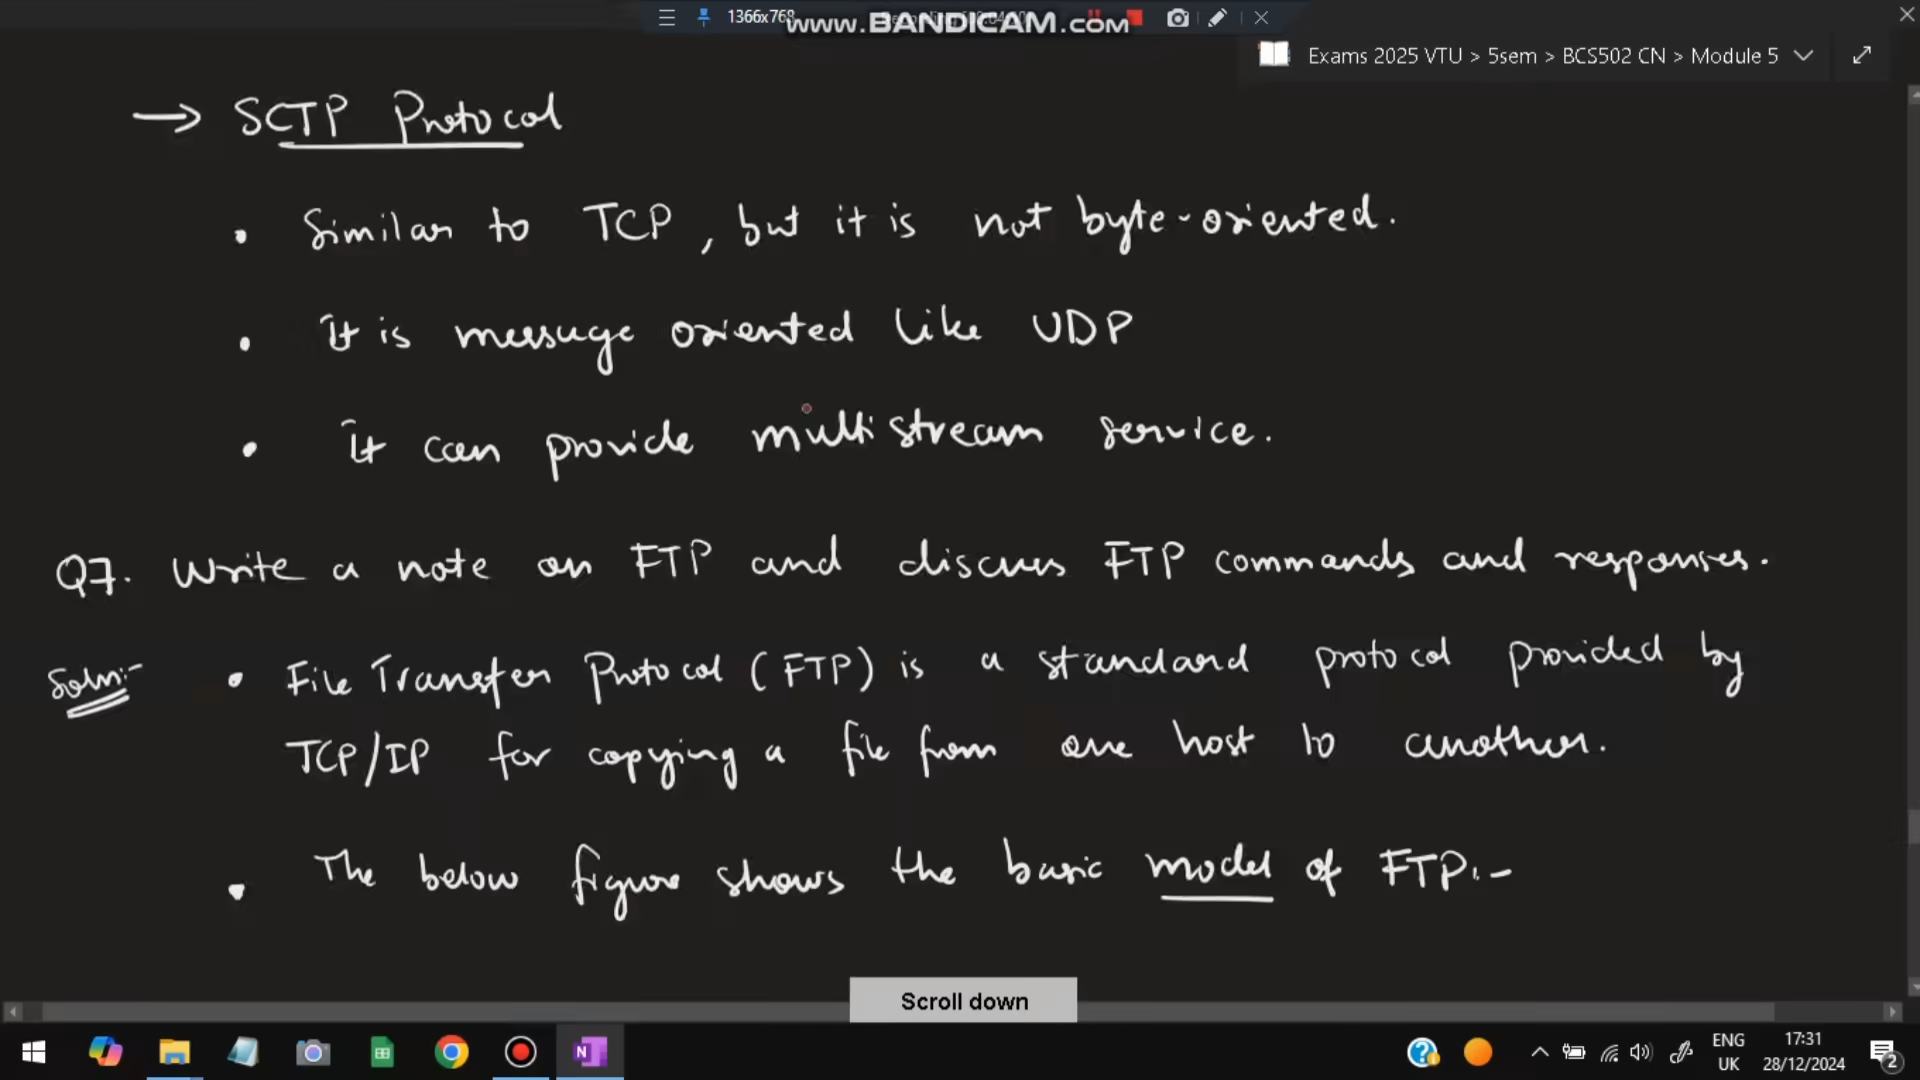 1366x768
www.BANDICAM.com
Exams 2025 VTU > 5sem > BCS502 CN > Module 5
→ SCTP Protocol
• Similar to TCP, but it is not byte-oriented.
• It is message oriented like UDP
• It can provide multistream service.
Q7. Write a note on FTP and discuss FTP commands and responses.
Soln:-
• File Transfer Protocol (FTP) is a standard protocol provided by
TCP/IP for copying a file from one host to another.
• The below figure shows the basic model of FTP:-
Scroll down
ENG
UK
17:31
28/12/2024
2